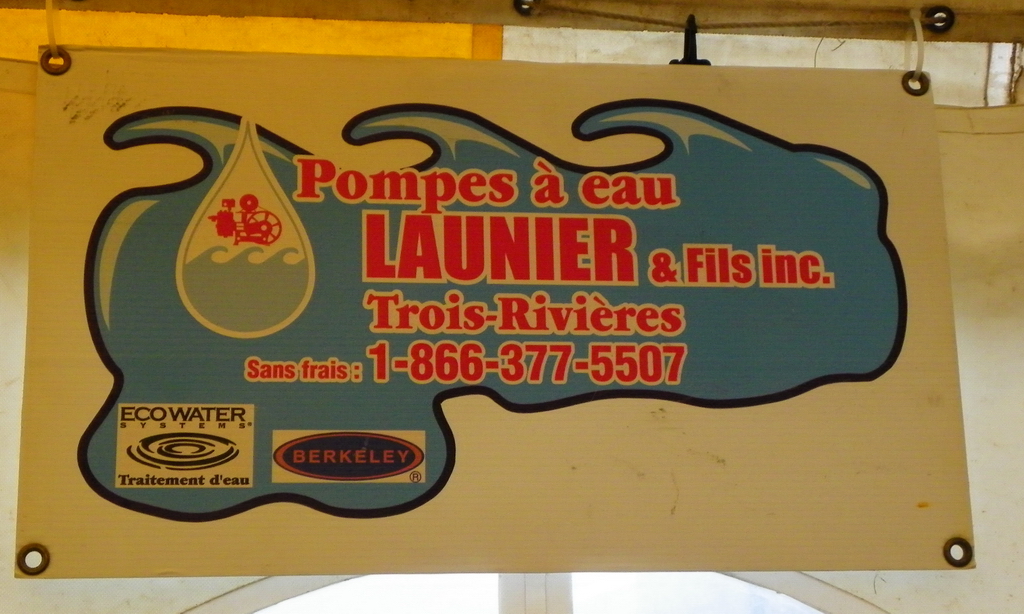 Pompes à eau
LAUNIER & Fils inc.
Trois-Rivières
Sans frais : 1-866-377-5507
ECOWATER
SYSTEMS®
Traitement d'eau
BERKELEY®